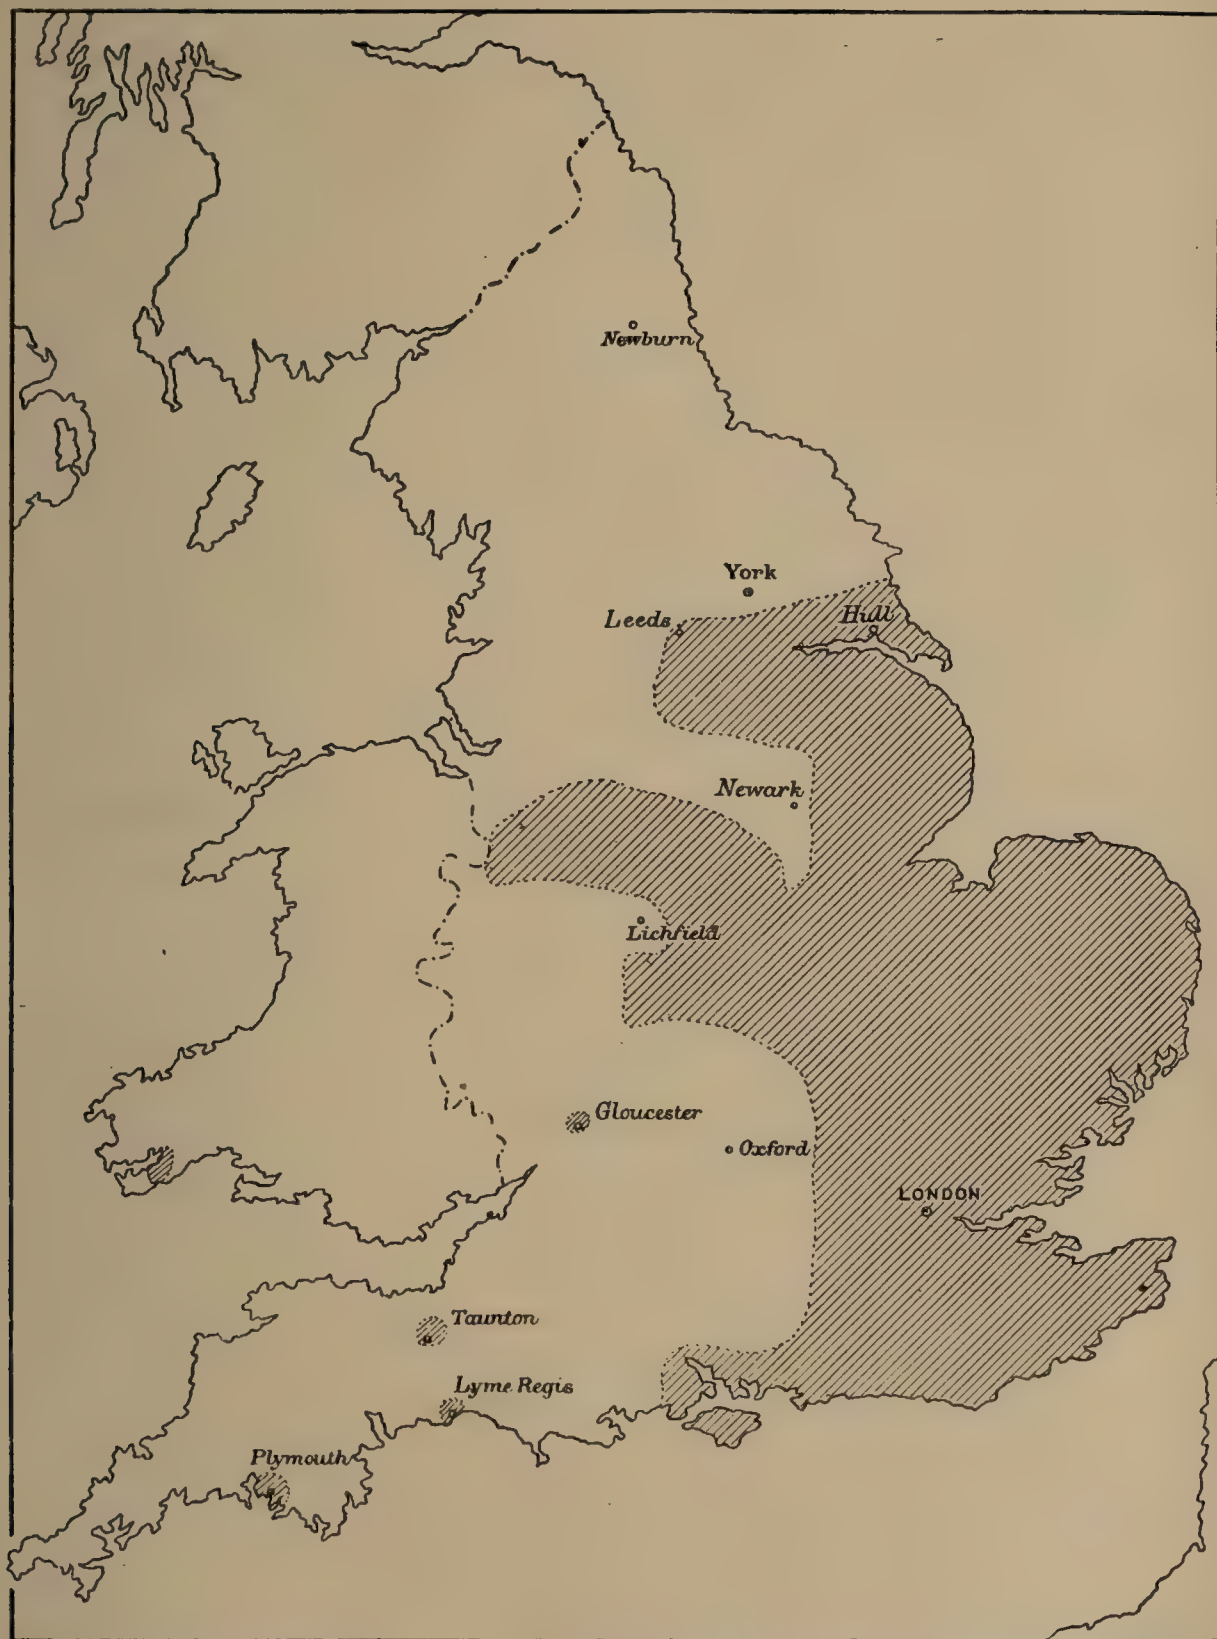 Newburn
York
Leeds
Hull
Newark
Lichfield
Gloucester
Oxford
LONDON
Taunton
Lyme Regis
Plymouth